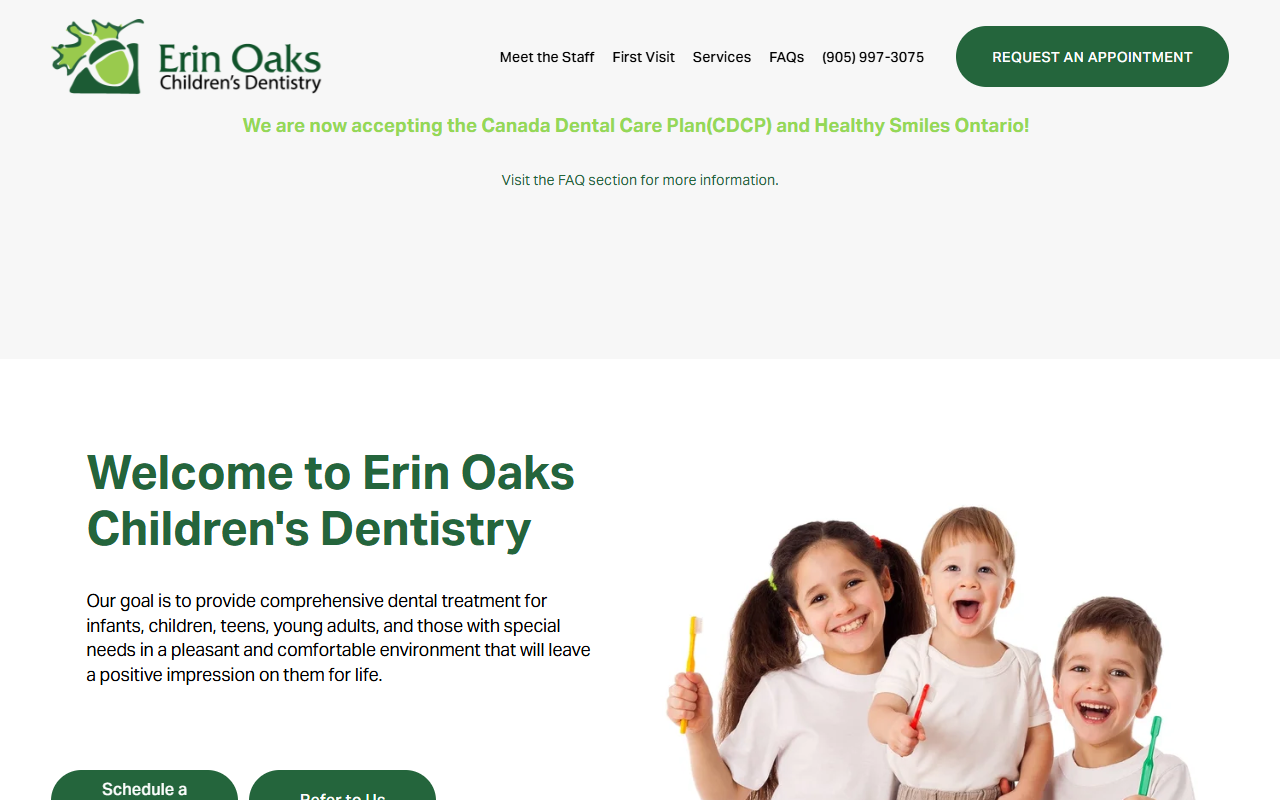 Erin Oaks
Children's Dentistry
Meet the Staff First Visit Services FAQs (905) 997-3075 REQUEST AN APPOINTMENT
We are now accepting the Canada Dental Care Plan(CDCP) and Healthy Smiles Ontario!
Visit the FAQ section for more information.
Welcome to Erin Oaks
Children's Dentistry
Our goal is to provide comprehensive dental treatment for
infants, children, teens, young adults, and those with special
needs in a pleasant and comfortable environment that will leave
a positive impression on them for life.
Schedule a
Refer to Us